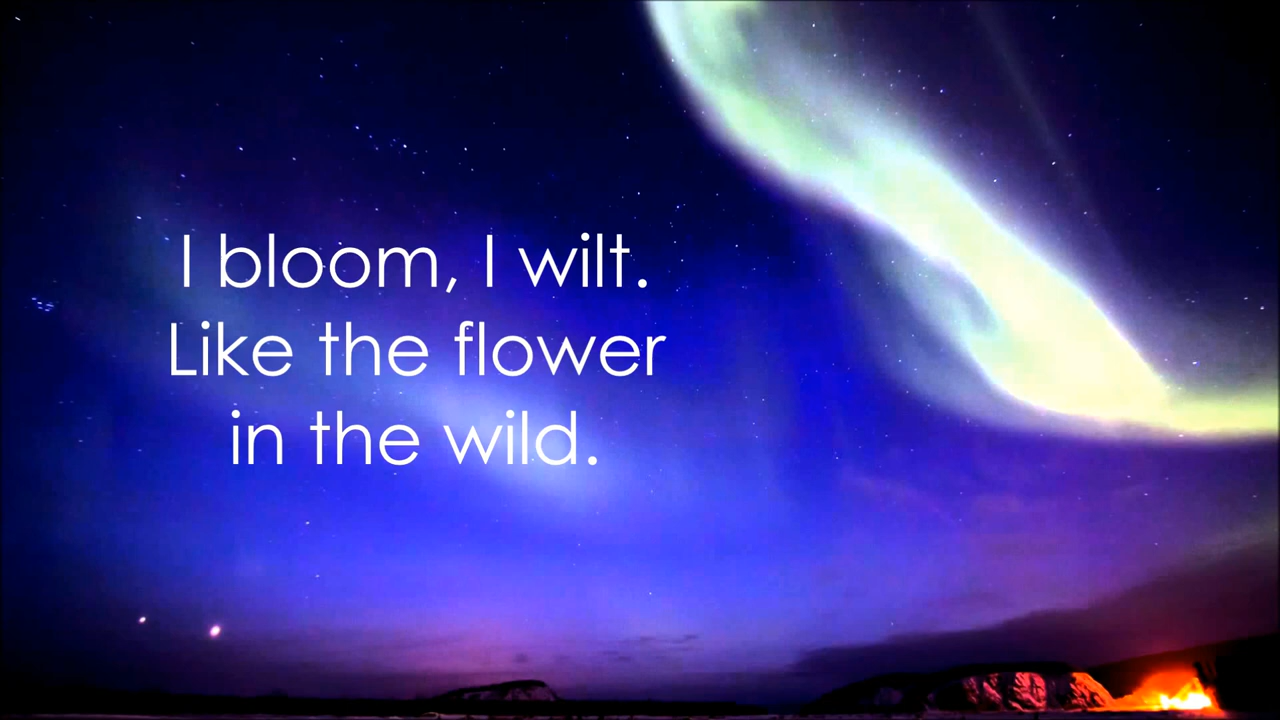 I bloom, I wilt.
Like the flower
in the wild.